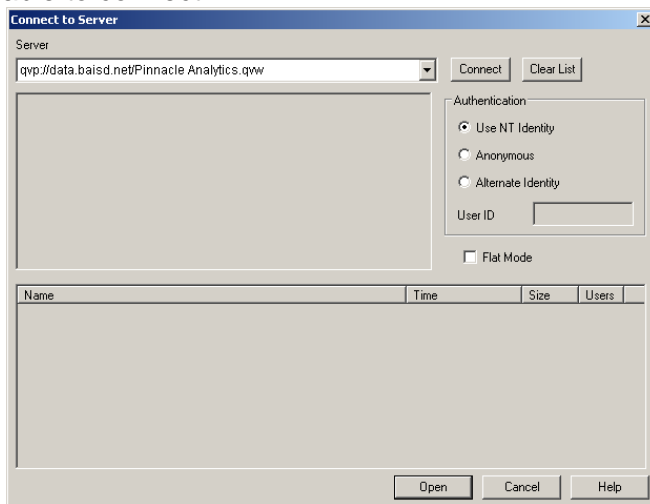 Connect to Server
Server
qvp://data.baisd.net/Pinnacle Analytics.qvw
Connect
Clear List
Authentication
Use NT Identity
Anonymous
Alternate Identity
User ID
Flat Mode
Name Time Size Users
Open Cancel Help